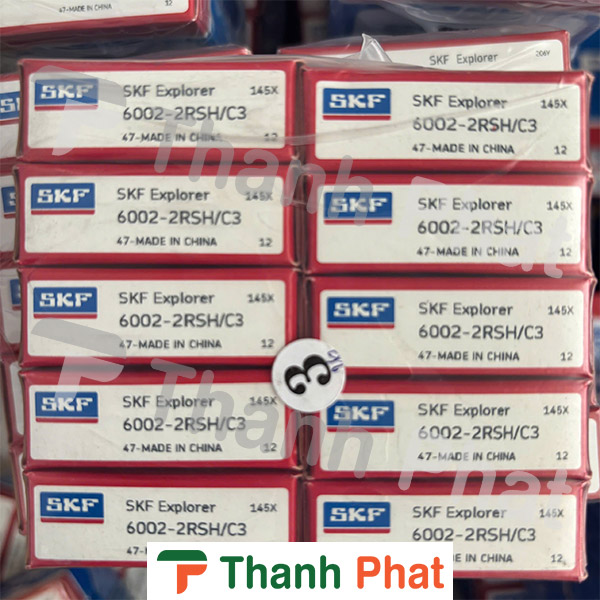 SKF Explorer
SKF SKF Explorer 145X
6002-2RSH/C3
47-MADE IN CHINA 12
SKF SKF Explorer 145X
6002-2RSH/C3
47-MADE IN CHINA 12
SKF SKF Explorer 145X
6002-2RSH/C3
47-MADE IN CHINA 12
SKF SKF Explorer 145X
6002-2RSH/C3
47-MADE IN CHINA 12
SKF SKF Explorer 145X
6002-2RSH/C3
47-MADE IN CHINA 12
SKF SKF Explorer 145X
6002-2RSH/C3
47-MADE IN CHINA 12
3
SKF SKF Explorer 145X
6002-2RSH/C3
47-MADE IN CHINA 12
SKF SKF Explorer 145X
6002-2RSH/C3
47-MADE IN CHINA 12
SKF SKF Explorer 145X
6002-2RSH/C3
SKF SKF Explorer 145X
6002-2RSH/C3
47-MADE IN CHINA 12
Thanh Phat
Thanh Phat
Thanh Phat